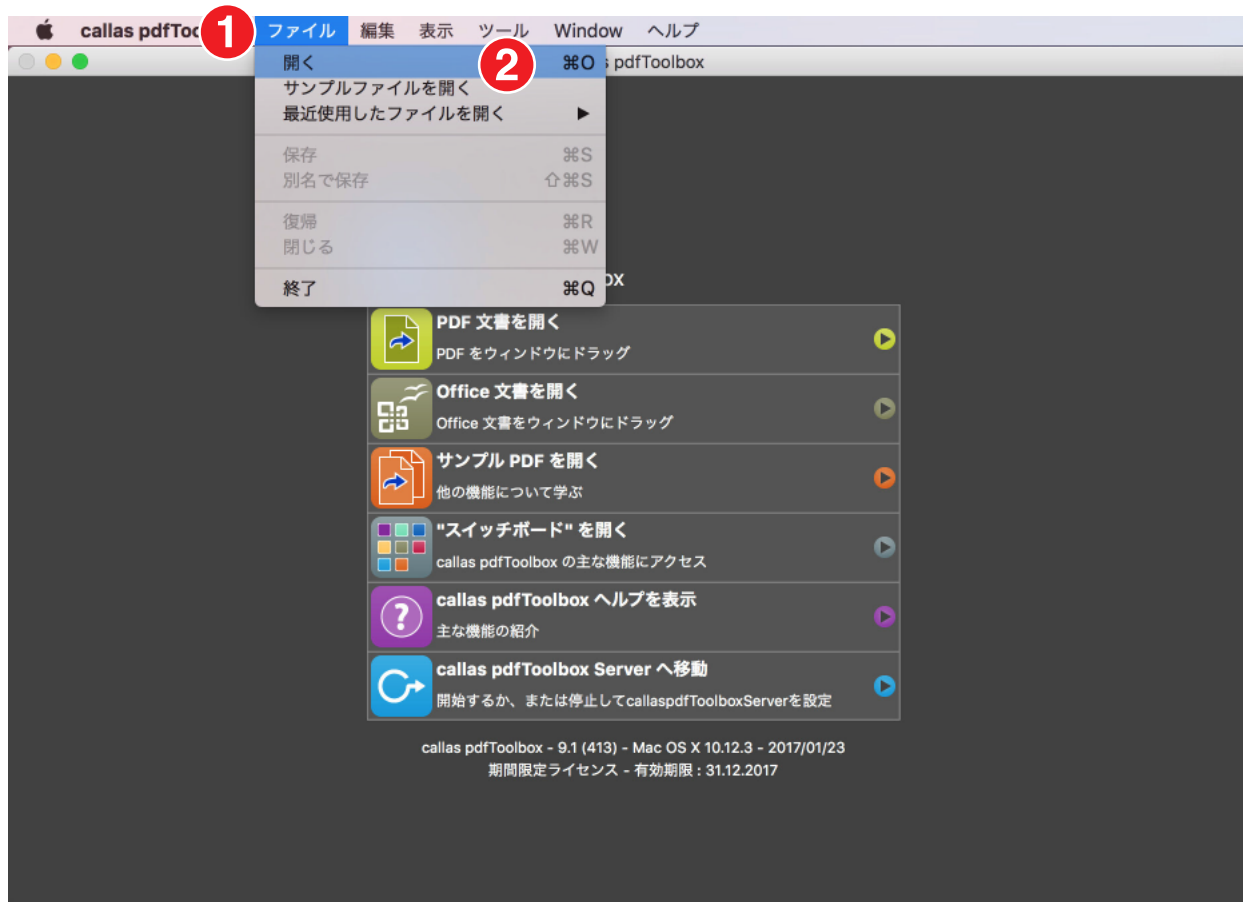 callas pdfToc
1
ファイル 編集 表示 ツール Window ヘルプ
開く
2
⌘O
pdfToolbox
サンプルファイルを開く
最近使用したファイルを開く ▶
保存 ⌘S
別名で保存 ⇧⌘S
復帰 ⌘R
閉じる ⌘W
終了 ⌘Q
ox
PDF 文書を開く
PDF をウィンドウにドラッグ
Office 文書を開く
Office 文書をウィンドウにドラッグ
サンプル PDF を開く
他の機能について学ぶ
"スイッチボード" を開く
callas pdfToolbox の主な機能にアクセス
?
callas pdfToolbox ヘルプを表示
主な機能の紹介
callas pdfToolbox Server へ移動
開始するか、または停止してcallaspdfToolboxServerを設定
callas pdfToolbox - 9.1 (413) - Mac OS X 10.12.3 - 2017/01/23
期間限定ライセンス - 有効期限 : 31.12.2017